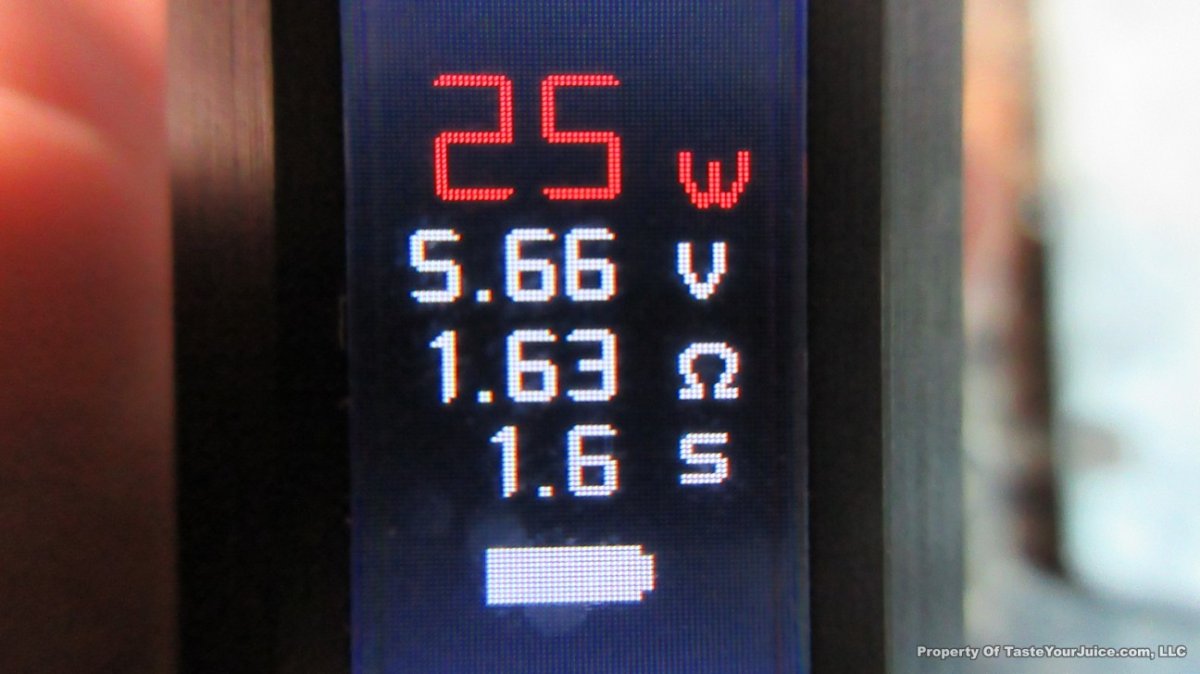 25 W
5.66 V
1.63 Ω
1.6 S
Property Of TasteYourJuice.com, LLC